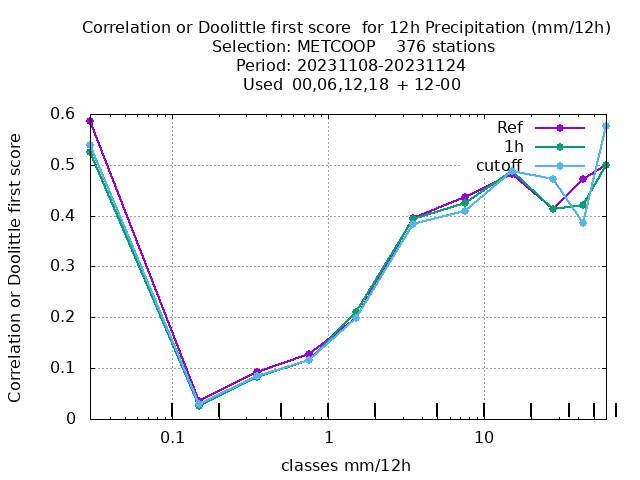 Correlation or Doolittle first score  for 12h Precipitation (mm/12h)
Selection: METCOOP    376 stations
Period: 20231108-20231124
Used  00,06,12,18  + 12-00
Correlation or Doolittle first score
0.6
0.5
0.4
0.3
0.2
0.1
0
Ref
1h
cutoff
0.1
1
10
classes mm/12h